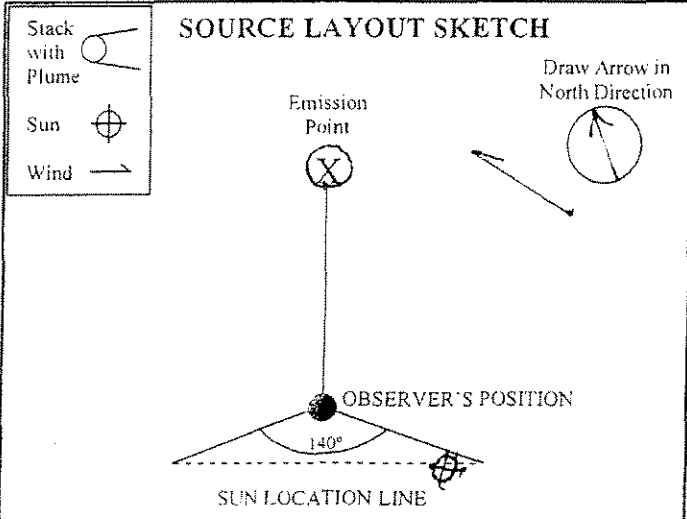 SOURCE LAYOUT SKETCH
Stack
with
Plume
Sun
Wind
Emission
Point
X
Draw Arrow in
North Direction
OBSERVER'S POSITION
140°
SUN LOCATION LINE